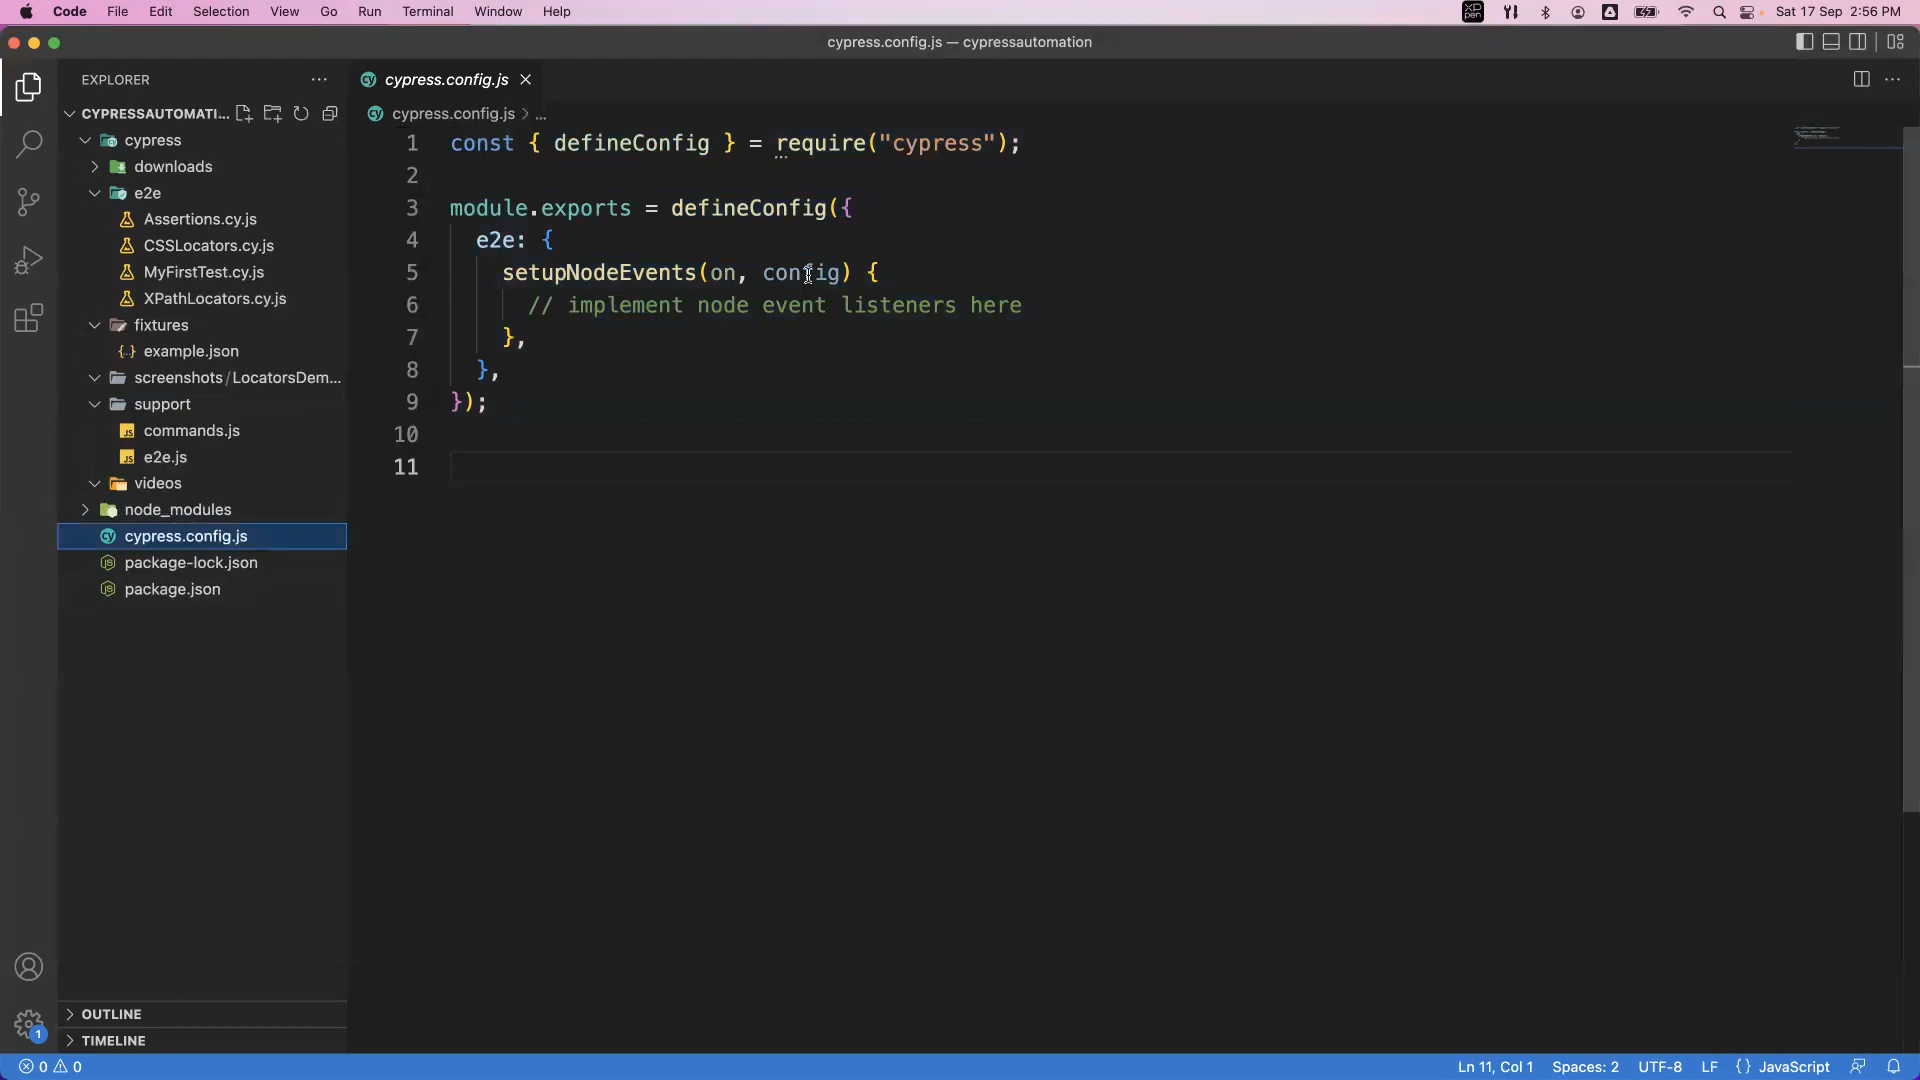 Code File Edit Selection View Go Run Terminal Window Help
XP PEN
Sat 17 Sep 2:56 PM
cypress.config.js — cypressautomation
EXPLORER
CYPRESSAUTOMATI...
cypress
downloads
e2e
Assertions.cy.js
CSSLocators.cy.js
MyFirstTest.cy.js
XPathLocators.cy.js
fixtures
example.json
screenshots / LocatorsDem...
support
commands.js
e2e.js
videos
node_modules
cypress.config.js
package-lock.json
package.json
OUTLINE
TIMELINE
cypress.config.js
cypress.config.js > ...
1 const { defineConfig } = require("cypress");
2
3 module.exports = defineConfig({
4 e2e: {
5 setupNodeEvents(on, config) {
6 // implement node event listeners here
7 },
8 },
9 });
10
11
1
0 0
Ln 11, Col 1 Spaces: 2 UTF-8 LF {} JavaScript